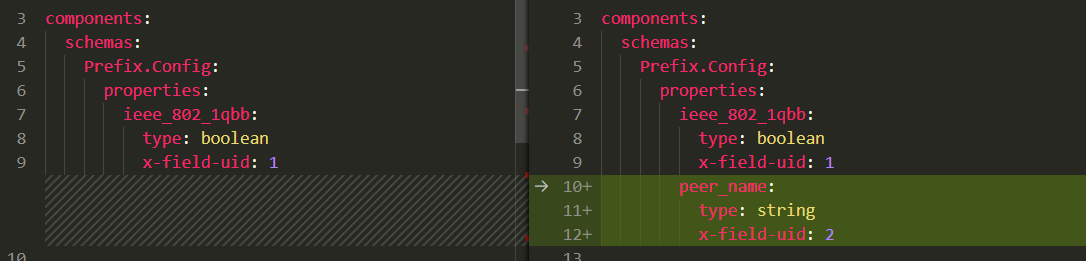 3 components:
4 schemas:
5 Prefix.Config:
6 properties:
7 ieee_802_1qbb:
8 type: boolean
9 x-field-uid: 1
10
3 components:
4 schemas:
5 Prefix.Config:
6 properties:
7 ieee_802_1qbb:
8 type: boolean
9 x-field-uid: 1
→ 10+ peer_name:
11+ type: string
12+ x-field-uid: 2
13